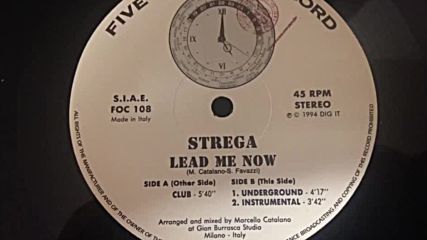 FIVE
CORD
XII
VI
S.I.A.E.
FOC 108
Made in Italy
45 RPM
STEREO
℗ © 1994 DIG IT
STREGA
LEAD ME NOW
(M. Catalano-S. Favazzi)
SIDE A (Other Side)
CLUB - 5'40"
SIDE B (This Side)
1. UNDERGROUND - 4'17"
2. INSTRUMENTAL - 3'42"
Arranged and mixed by Marcello Catalano
at Gian Burrasca Studio
Milano - Italy
ALL RIGHTS OF THE MANUFACTURER AND OF THE OWNER OF
BROADCASTING AND COPYING OF THIS RECORD